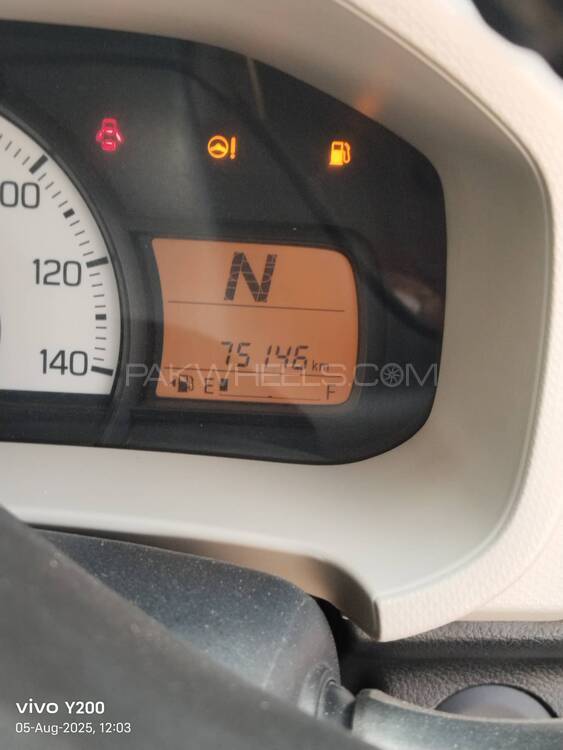 00
120
140
N
75146 km
E F
PAKWHEELS.COM
vivo Y200
05-Aug-2025, 12:03